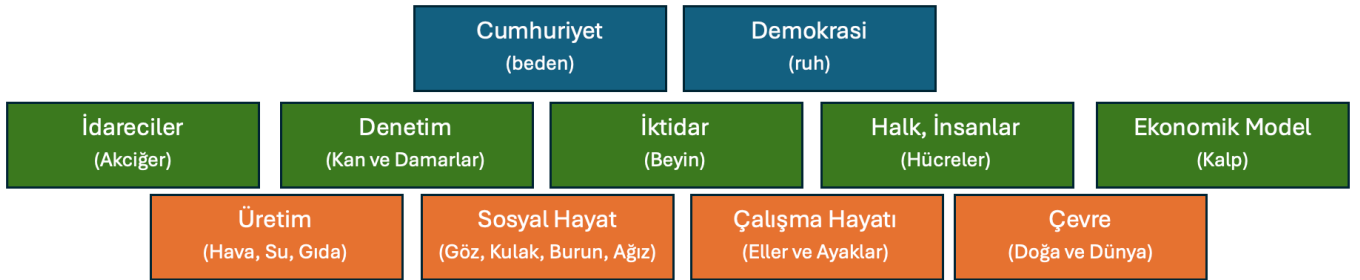 Cumhuriyet
(beden)
Demokrasi
(ruh)
İdareciler
(Akciğer)
Denetim
(Kan ve Damarlar)
İktidar
(Beyin)
Halk, İnsanlar
(Hücreler)
Ekonomik Model
(Kalp)
Üretim
(Hava, Su, Gıda)
Sosyal Hayat
(Göz, Kulak, Burun, Ağız)
Çalışma Hayatı
(Eller ve Ayaklar)
Çevre
(Doğa ve Dünya)